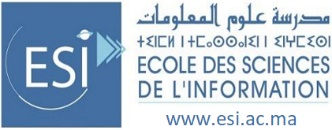 ESI
مدرسة علوم المعلومات
ECOLE DES SCIENCES
DE L'INFORMATION
www.esi.ac.ma